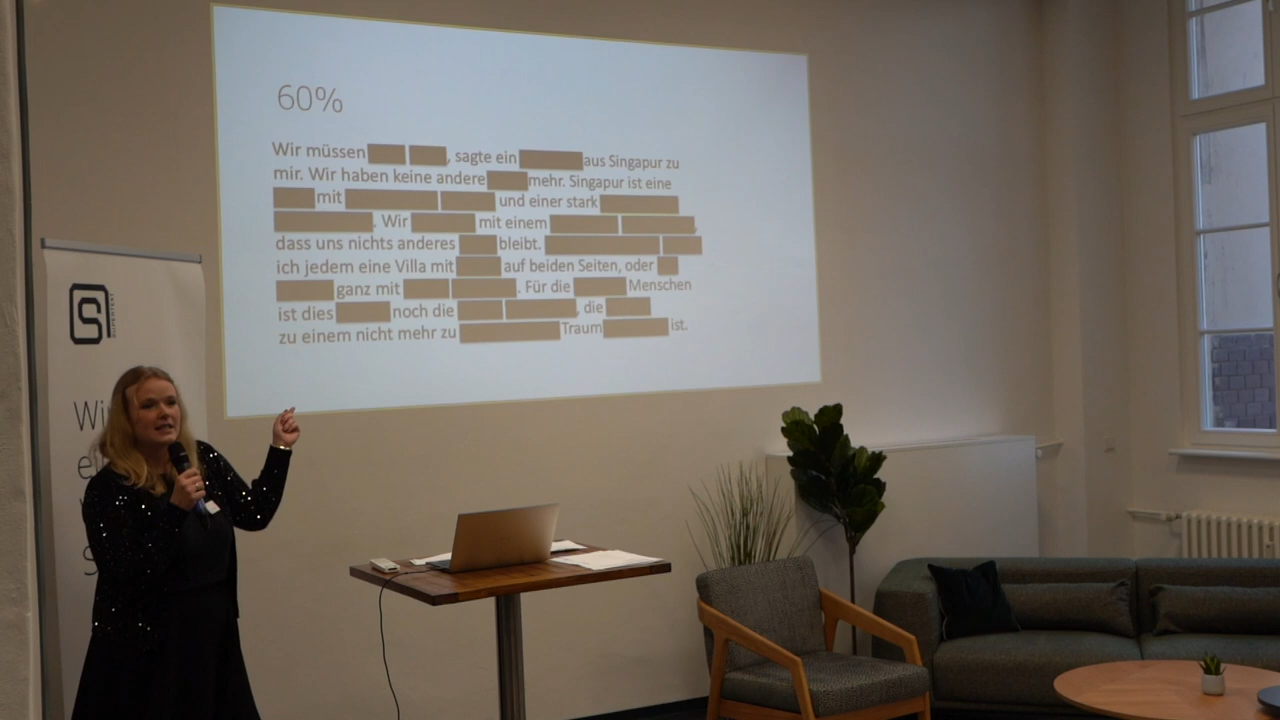 60%
Wir müssen , sagte ein aus Singapur zu
mir. Wir haben keine andere mehr. Singapur ist eine
mit und einer stark
. Wir mit einem ,
dass uns nichts anderes bleibt.
ich jedem eine Villa mit auf beiden Seiten, oder
ganz mit . Für die Menschen
ist dies noch die , die
zu einem nicht mehr zu Traum ist.
SUPERTEXT
Wi